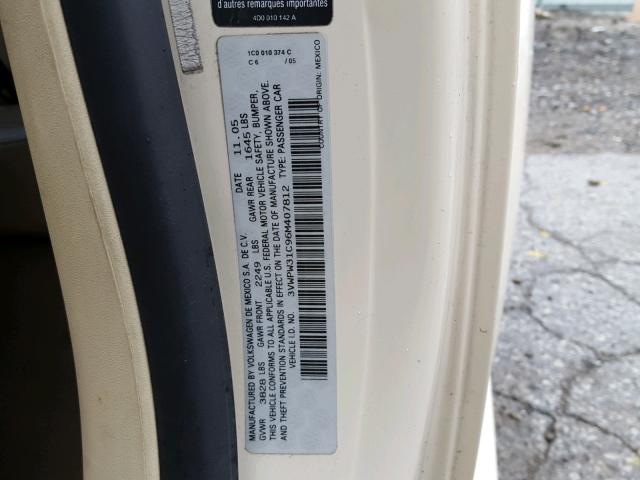 d'autres remarques importantes
4D0 010 142 A
1C0 010 374 C
C 6 / 05
MANUFACTURED BY VOLKSWAGEN DE MEXICO S.A. DE C.V. DATE 11.05
GVWR 3828 LBS GAWR FRONT 2249 LBS GAWR REAR 1645 LBS
THIS VEHICLE CONFORMS TO ALL APPLICABLE U.S. FEDERAL MOTOR VEHICLE SAFETY, BUMPER,
AND THEFT PREVENTION STANDARDS IN EFFECT ON THE DATE OF MANUFACTURE SHOWN ABOVE.
VEHICLE I.D. NO. 3VWPW31C96M407812 TYPE: PASSENGER CAR
COUNTRY OF ORIGIN: MEXICO